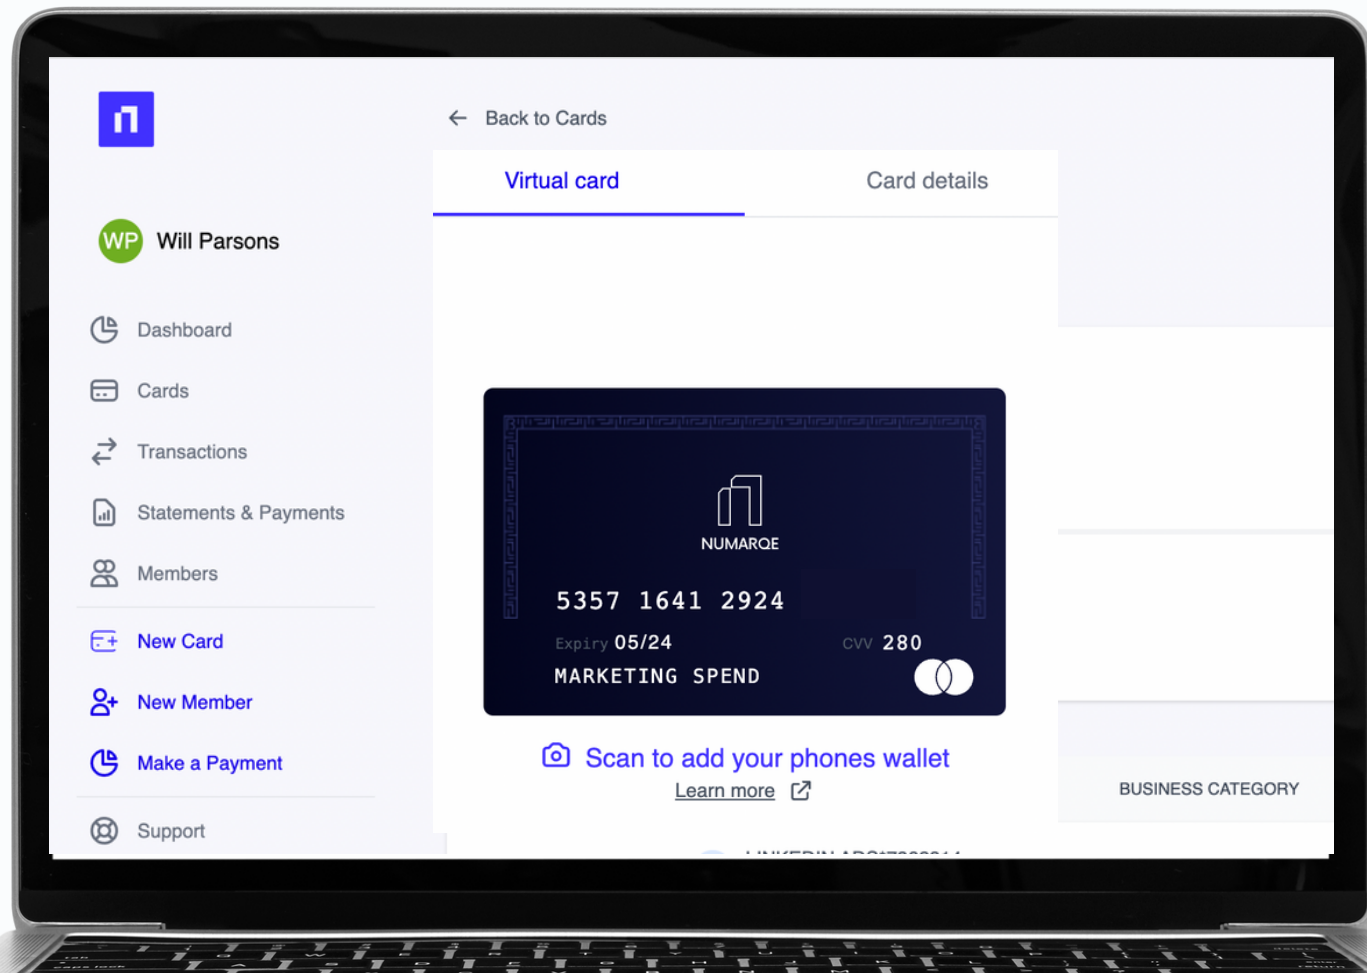 Back to Cards
Virtual card
Card details
WP Will Parsons
Dashboard
Cards
Transactions
Statements & Payments
Members
New Card
New Member
Make a Payment
Support
NUMARQE
5357 1641 2924
Expiry 05/24
CVV 280
MARKETING SPEND
Scan to add your phones wallet
Learn more
BUSINESS CATEGORY